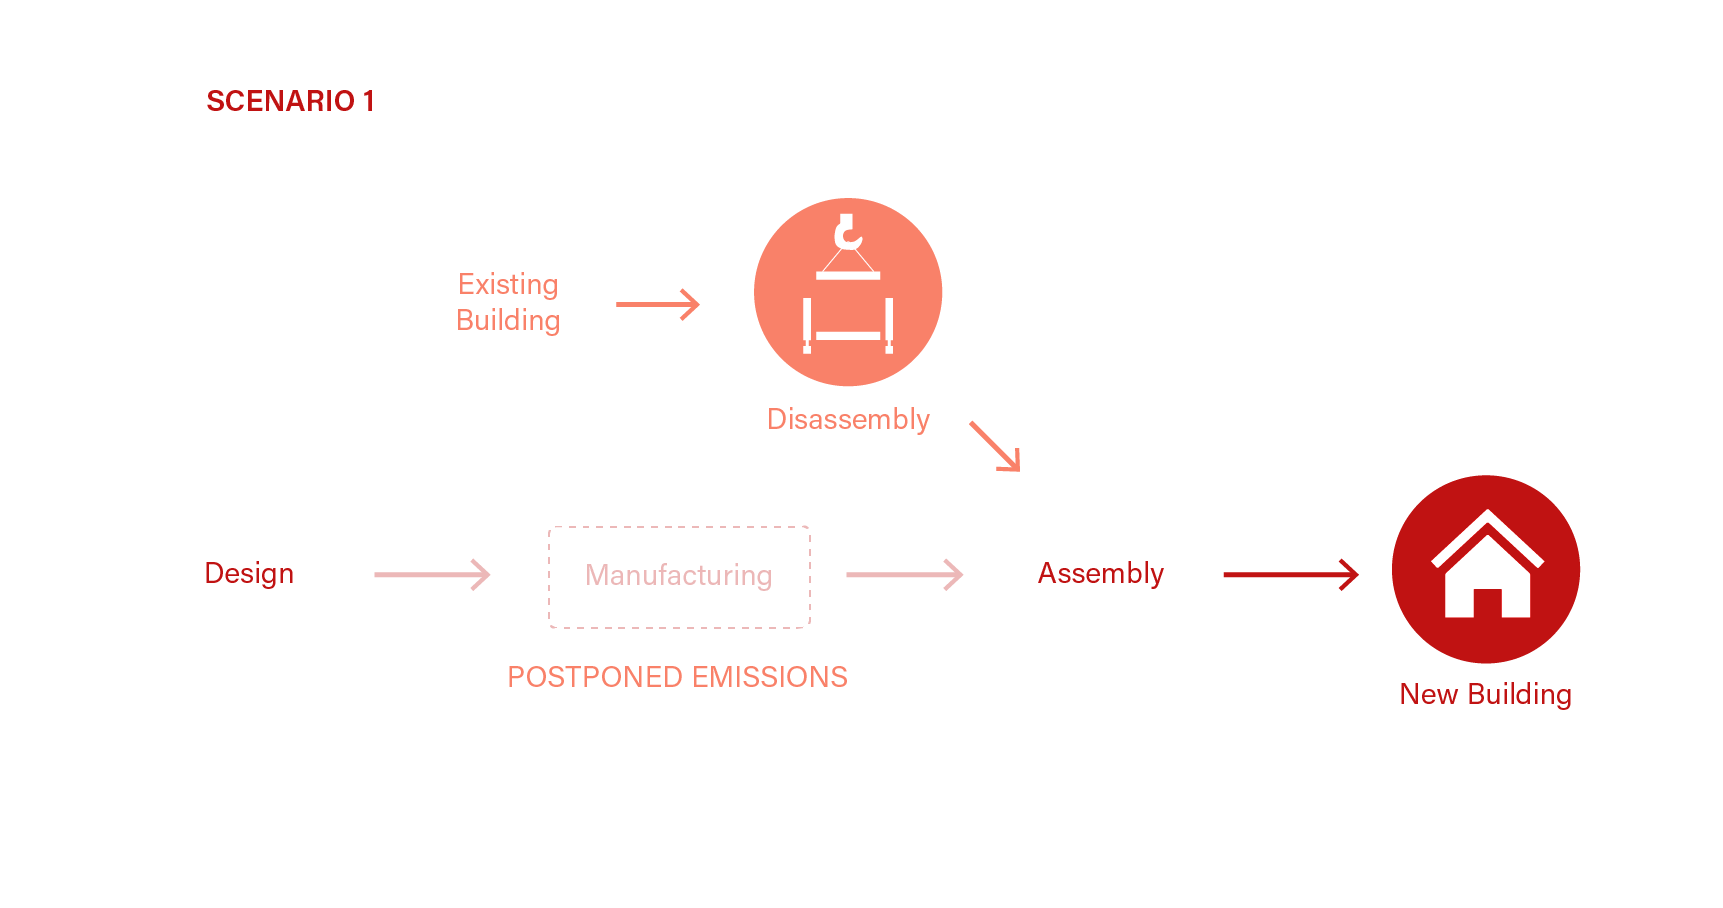 SCENARIO 1
Existing
Building
Disassembly
Design
Manufacturing
Assembly
POSTPONED EMISSIONS
New Building